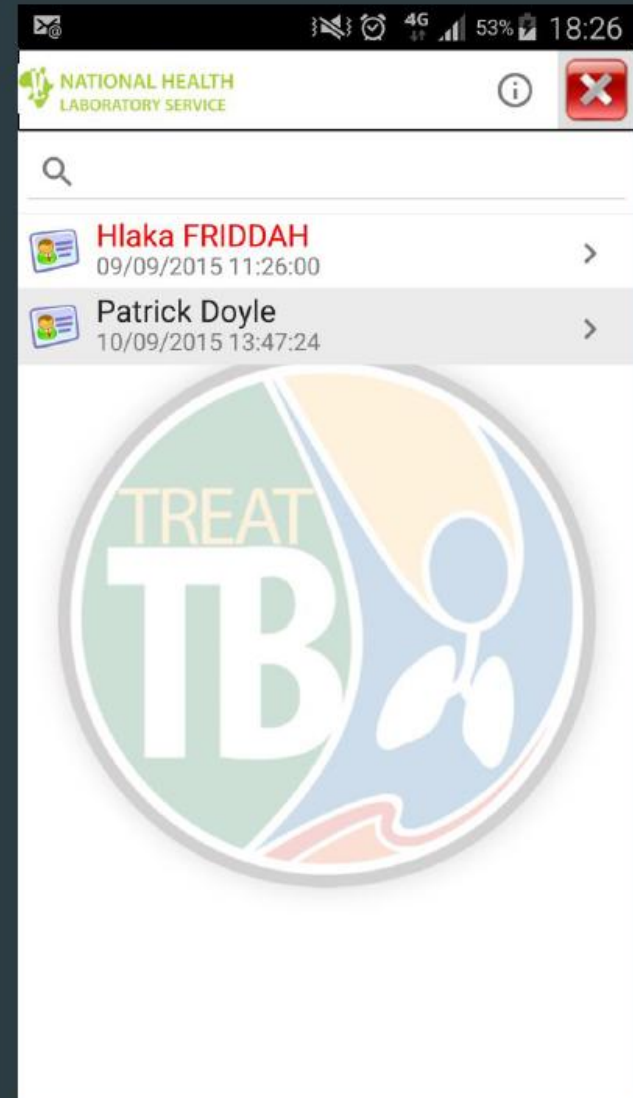 4G 53% 18:26
NATIONAL HEALTH
LABORATORY SERVICE
Hlaka FRIDDAH
09/09/2015 11:26:00
Patrick Doyle
10/09/2015 13:47:24
TREAT
TB